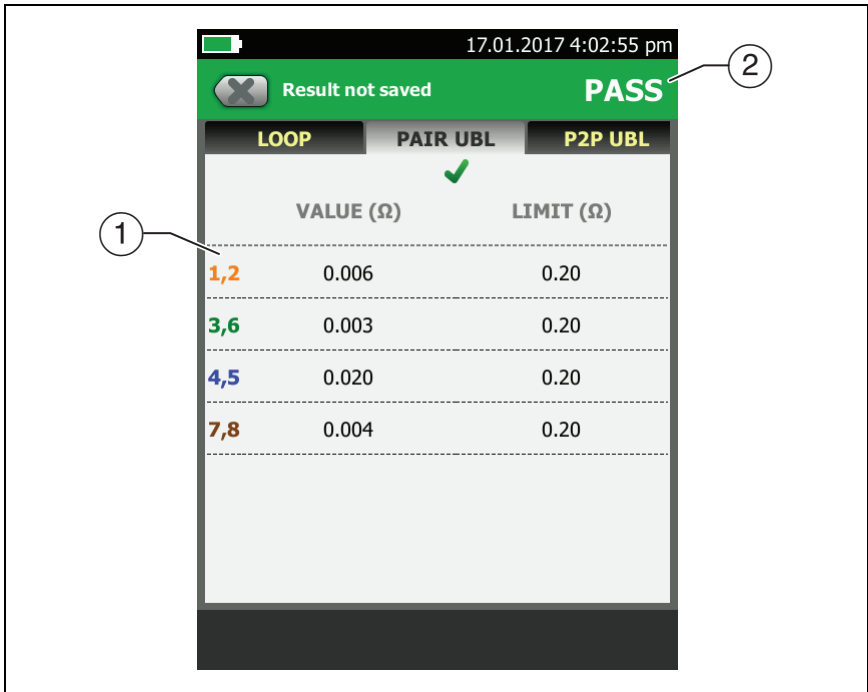 17.01.2017 4:02:55 pm
Result not saved PASS
2
LOOP PAIR UBL P2P UBL
VALUE (Ω) LIMIT (Ω)
1
1,2 0.006 0.20
3,6 0.003 0.20
4,5 0.020 0.20
7,8 0.004 0.20